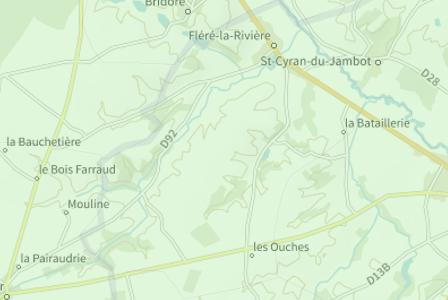 Bridoré
Fléré-la-Rivière
St-Cyran-du-Jambot
D28
la Bataillerie
D92
la Bauchetière
le Bois Farraud
Mouline
les Ouches
la Pairaudrie
D13B
r